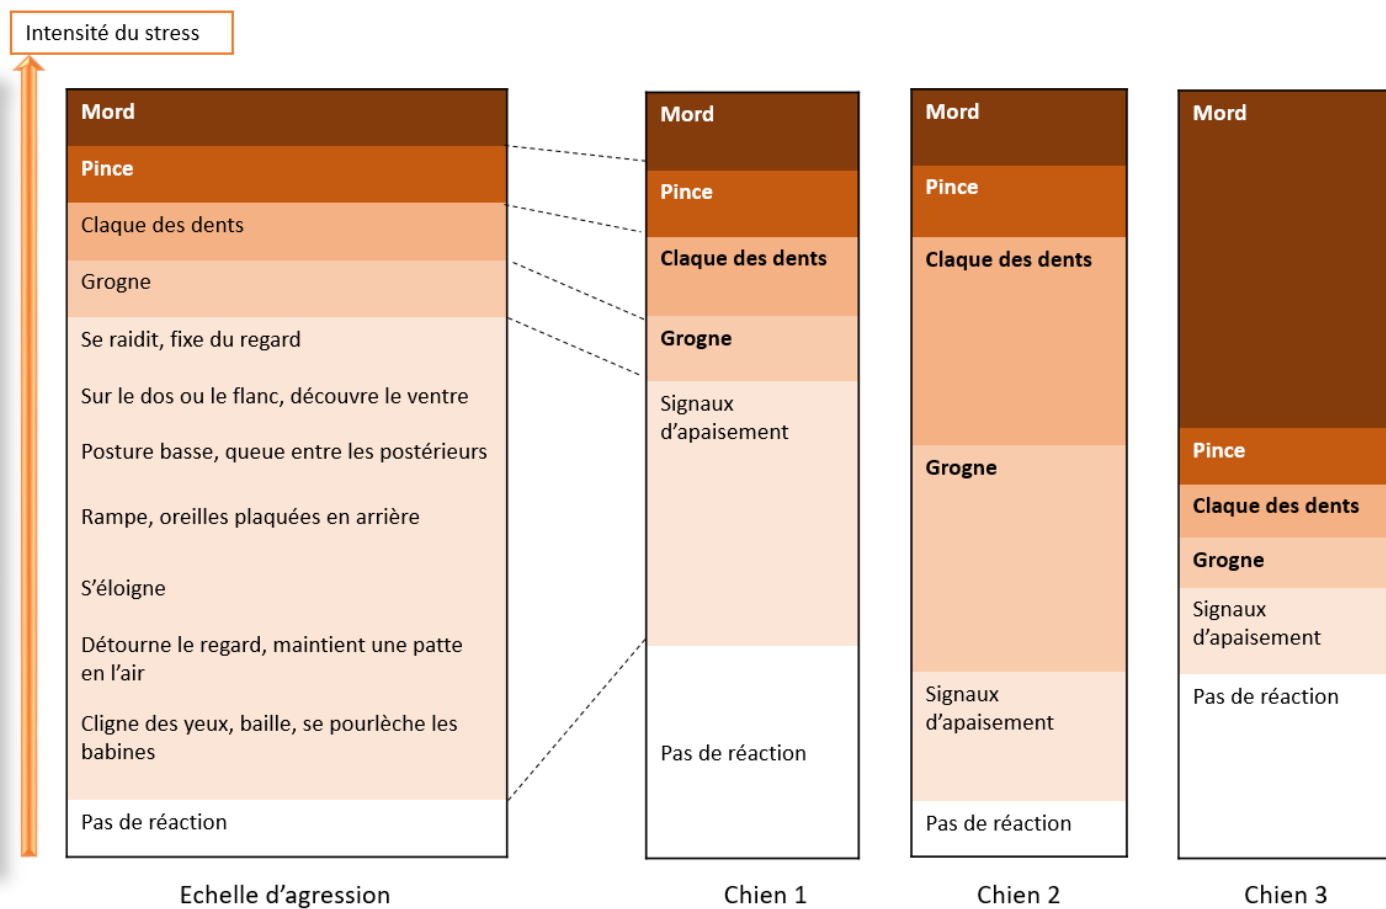 Intensité du stress
Mord
Pince
Claque des dents
Grogne
Se raidit, fixe du regard
Sur le dos ou le flanc, découvre le ventre
Posture basse, queue entre les postérieurs
Rampe, oreilles plaquées en arrière
S’éloigne
Détourne le regard, maintient une patte
en l’air
Cligne des yeux, baille, se pourlèche les
babines
Pas de réaction
Echelle d’agression
Mord
Pince
Claque des dents
Grogne
Signaux
d’apaisement
Pas de réaction
Chien 1
Mord
Pince
Claque des dents
Grogne
Signaux
d’apaisement
Pas de réaction
Chien 2
Mord
Pince
Claque des dents
Grogne
Signaux
d’apaisement
Pas de réaction
Chien 3